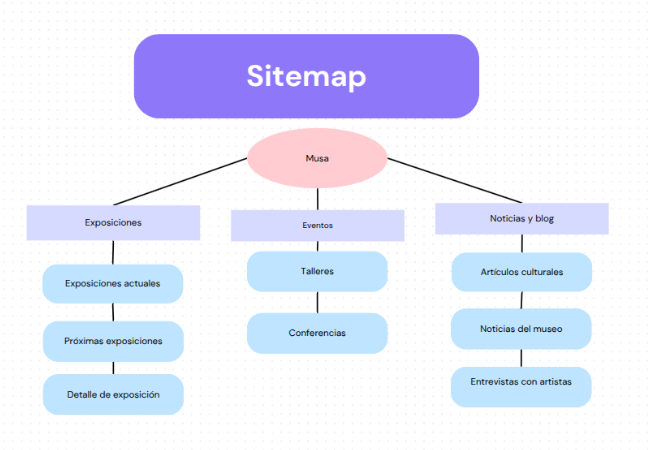 Sitemap
Musa
Exposiciones
Eventos
Noticias y blog
Exposiciones actuales
Talleres
Artículos culturales
Próximas exposiciones
Conferencias
Noticias del museo
Detalle de exposición
Entrevistas con artistas